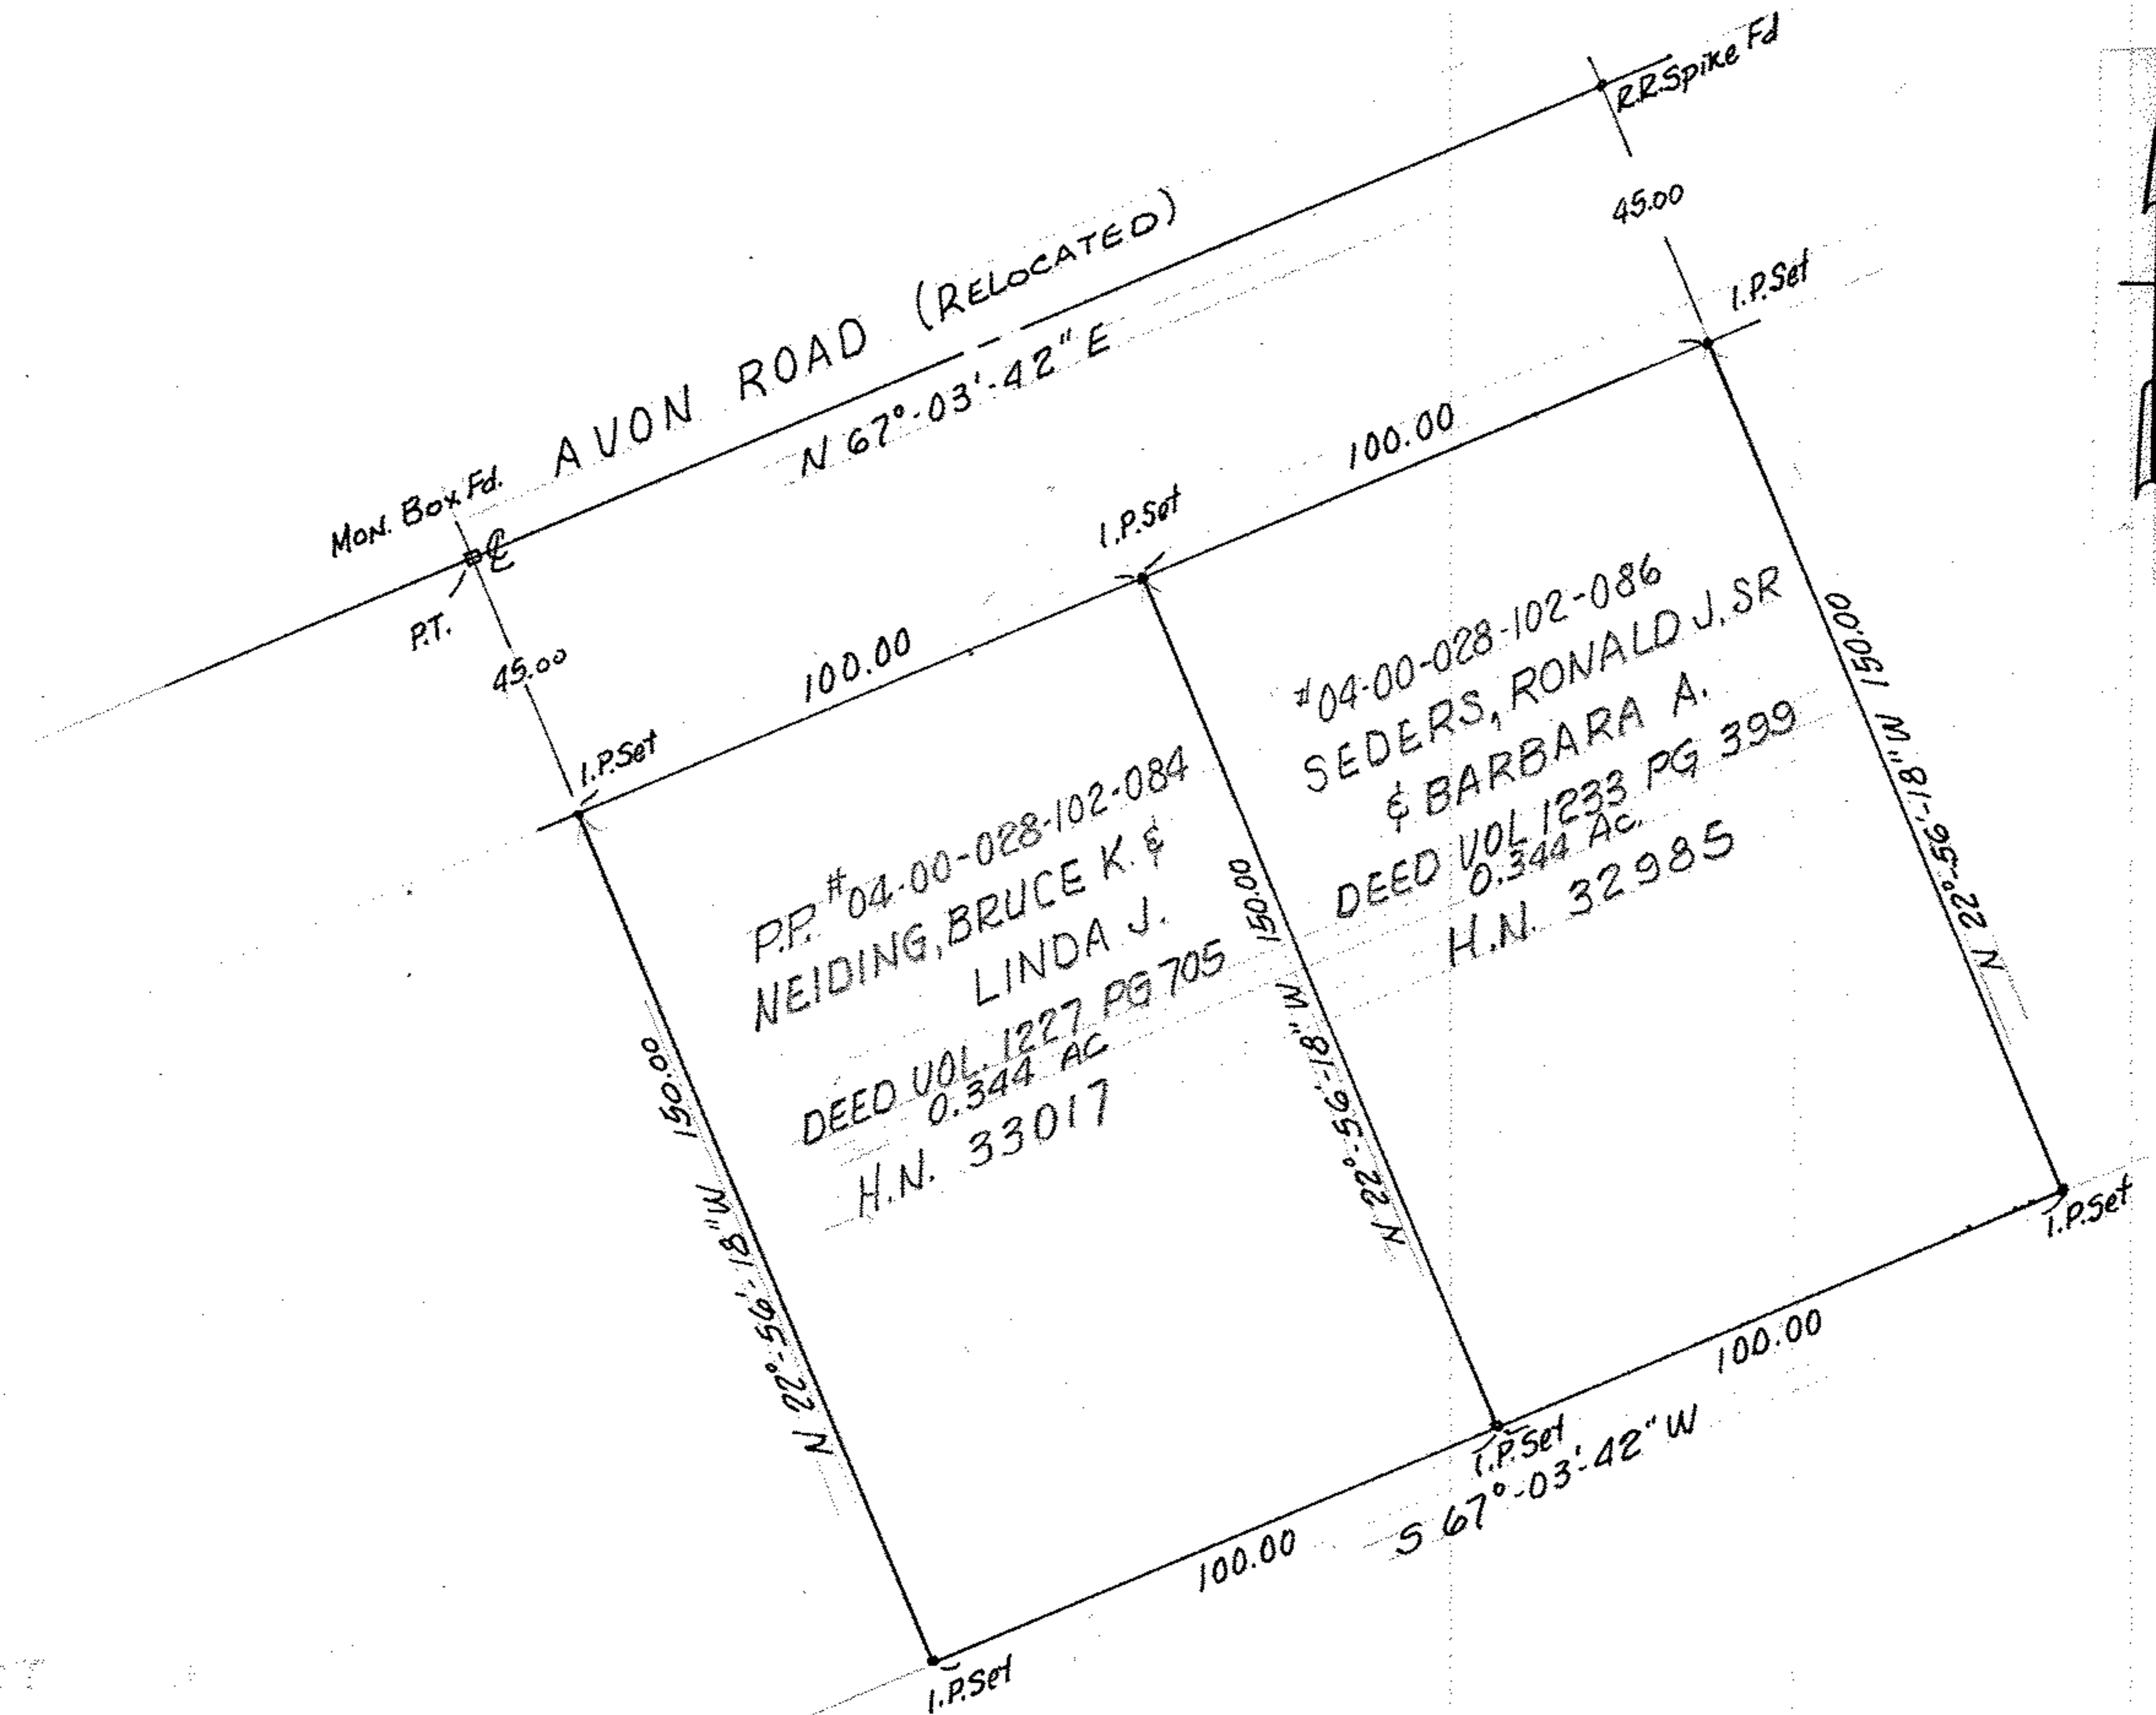 R.R.Spike Fd
45.00
I.P.Set
AVON ROAD (RELOCATED)
N 67°-03'-42" E
Mon. Box Fd.
℄
P.T.
45.00
100.00
I.P.Set
100.00
I.P.Set
P.P. #04-00-028-102-084
NEIDING, BRUCE K. &
LINDA J.
DEED VOL. 1227 PG 705
0.344 AC
H.N. 33017
#04-00-028-102-086
SEDERS, RONALD J, SR
& BARBARA A.
DEED VOL 1233 PG 399
0.344 Ac.
H.N. 32985
N 22°-56'-18" W 150.00
N 22°-56'-18" W 150.00
N 22°-56'-18" W 150.00
I.P.Set
100.00
I.P.Set
S 67°-03'-42" W
100.00
I.P.Set